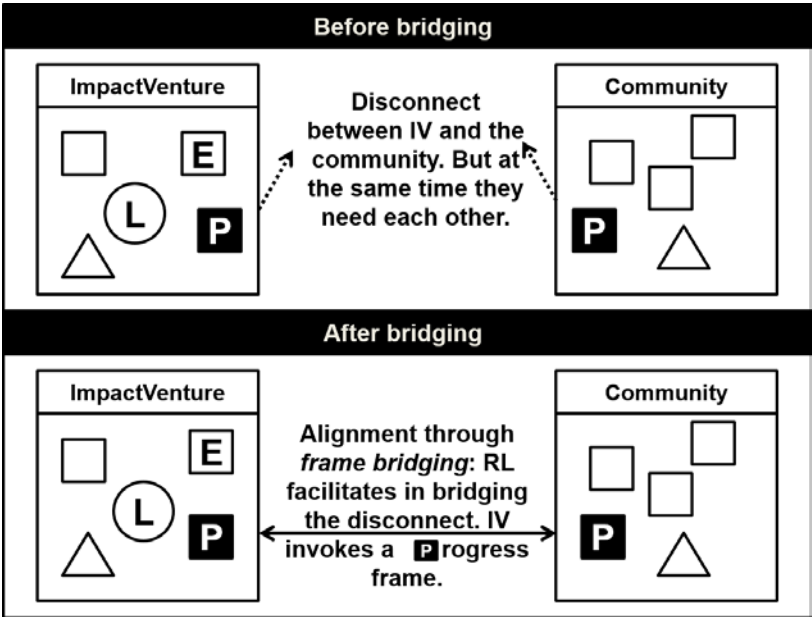 Before bridging
ImpactVenture
Community
E
L
P
Disconnect
between IV and the
community. But at
the same time they
need each other.
P
After bridging
ImpactVenture
Community
E
L
P
Alignment through
frame bridging: RL
facilitates in bridging
the disconnect. IV
invokes a Progress
frame.
P